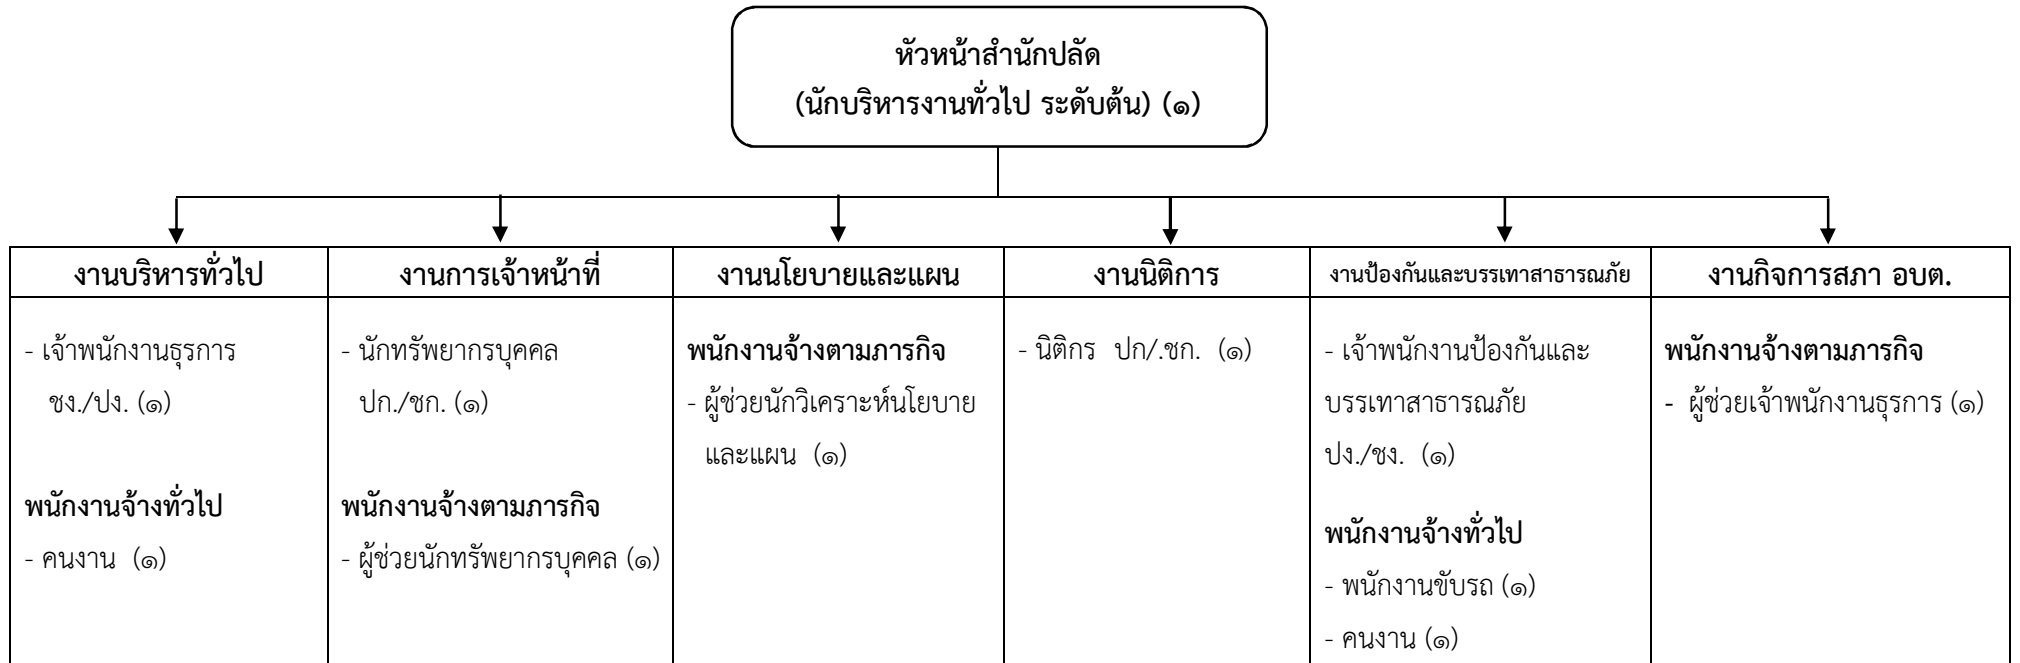 หัวหน้าสำนักปลัด
(นักบริหารงานทั่วไป ระดับต้น) (๑)
งานบริหารทั่วไป
- เจ้าพนักงานธุรการ
ชง./ปง. (๑)
พนักงานจ้างทั่วไป
- คนงาน (๑)
งานการเจ้าหน้าที่
- นักทรัพยากรบุคคล
ปก./ชก. (๑)
พนักงานจ้างตามภารกิจ
- ผู้ช่วยนักทรัพยากรบุคคล (๑)
งานนโยบายและแผน
พนักงานจ้างตามภารกิจ
- ผู้ช่วยนักวิเคราะห์นโยบาย
และแผน (๑)
งานนิติการ
- นิติกร ปก/.ชก. (๑)
งานป้องกันและบรรเทาสาธารณภัย
- เจ้าพนักงานป้องกันและ
บรรเทาสาธารณภัย
ปง./ชง. (๑)
พนักงานจ้างทั่วไป
- พนักงานขับรถ (๑)
- คนงาน (๑)
งานกิจการสภา อบต.
พนักงานจ้างตามภารกิจ
- ผู้ช่วยเจ้าพนักงานธุรการ (๑)